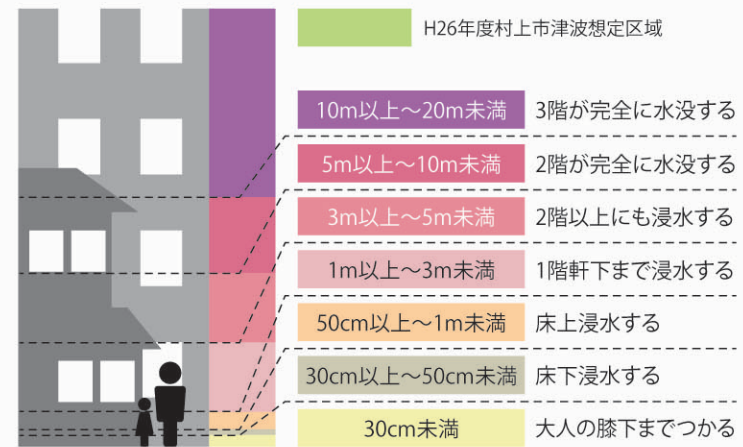 H26年度村上市津波想定区域
10m以上～20m未満 3階が完全に水没する
5m以上～10m未満 2階が完全に水没する
3m以上～5m未満 2階以上にも浸水する
1m以上～3m未満 1階軒下まで浸水する
50cm以上～1m未満 床上浸水する
30cm以上～50cm未満 床下浸水する
30cm未満 大人の膝下までつかる